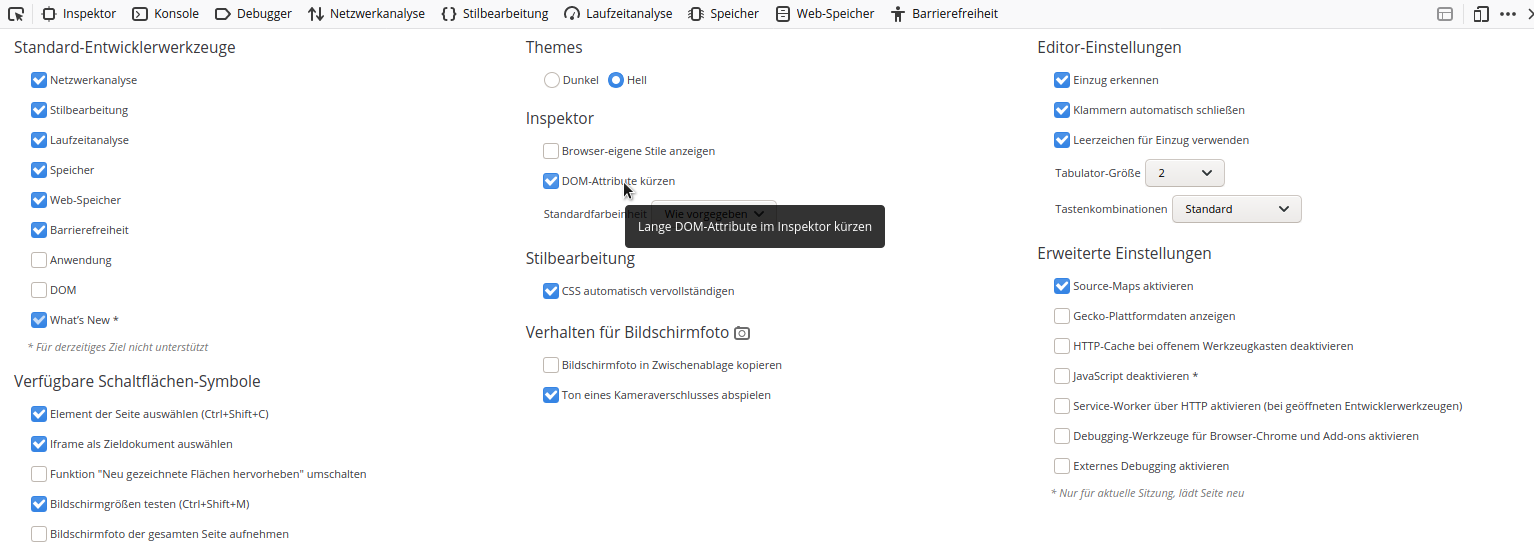 Inspektor Konsole Debugger Netzwerkanalyse Stilbearbeitung Laufzeitanalyse Speicher Web-Speicher Barrierefreiheit
Standard-Entwicklerwerkzeuge
Netzwerkanalyse
Stilbearbeitung
Laufzeitanalyse
Speicher
Web-Speicher
Barrierefreiheit
Anwendung
DOM
What's New *
* Für derzeitiges Ziel nicht unterstützt
Verfügbare Schaltflächen-Symbole
Element der Seite auswählen (Ctrl+Shift+C)
Iframe als Zieldokument auswählen
Funktion "Neu gezeichnete Flächen hervorheben" umschalten
Bildschirmgrößen testen (Ctrl+Shift+M)
Bildschirmfoto der gesamten Seite aufnehmen
Themes
Dunkel Hell
Inspektor
Browser-eigene Stile anzeigen
DOM-Attribute kürzen
Standardfarbeinheit Wie vorgegeben
Lange DOM-Attribute im Inspektor kürzen
Stilbearbeitung
CSS automatisch vervollständigen
Verhalten für Bildschirmfoto
Bildschirmfoto in Zwischenablage kopieren
Ton eines Kameraverschlusses abspielen
Editor-Einstellungen
Einzug erkennen
Klammern automatisch schließen
Leerzeichen für Einzug verwenden
Tabulator-Größe 2
Tastenkombinationen Standard
Erweiterte Einstellungen
Source-Maps aktivieren
Gecko-Plattformdaten anzeigen
HTTP-Cache bei offenem Werkzeugkasten deaktivieren
JavaScript deaktivieren *
Service-Worker über HTTP aktivieren (bei geöffneten Entwicklerwerkzeugen)
Debugging-Werkzeuge für Browser-Chrome und Add-ons aktivieren
Externes Debugging aktivieren
* Nur für aktuelle Sitzung, lädt Seite neu